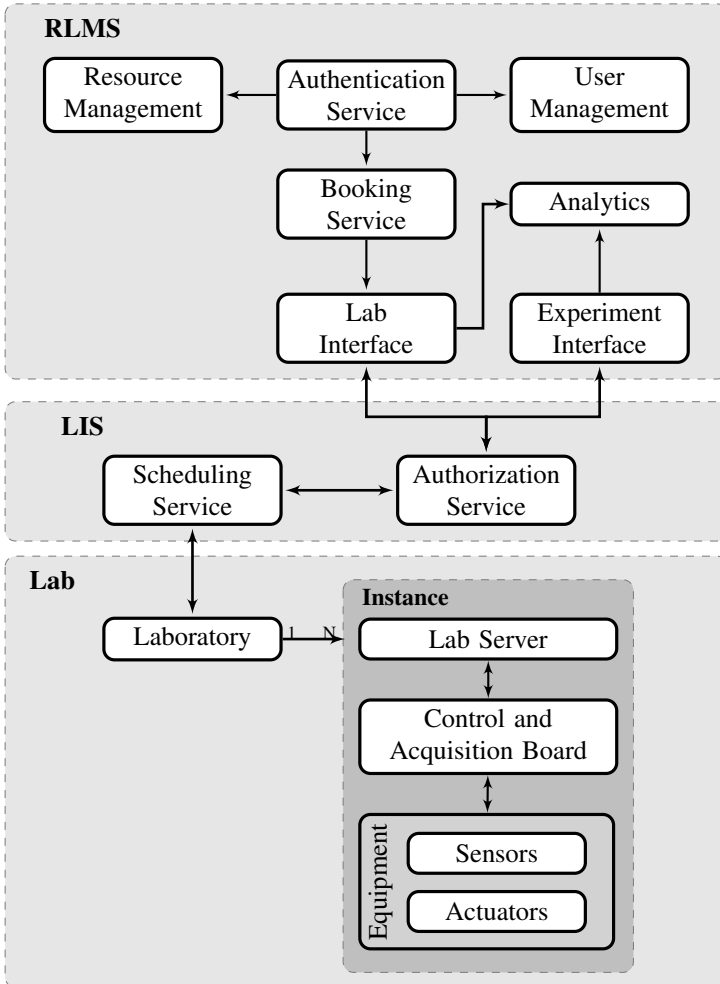 RLMS
Resource
Management
Authentication
Service
User
Management
Booking
Service
Analytics
Lab
Interface
Experiment
Interface
LIS
Scheduling
Service
Authorization
Service
Lab
Instance
Laboratory
1 N
Lab Server
Control and
Acquisition Board
Equipment
Sensors
Actuators